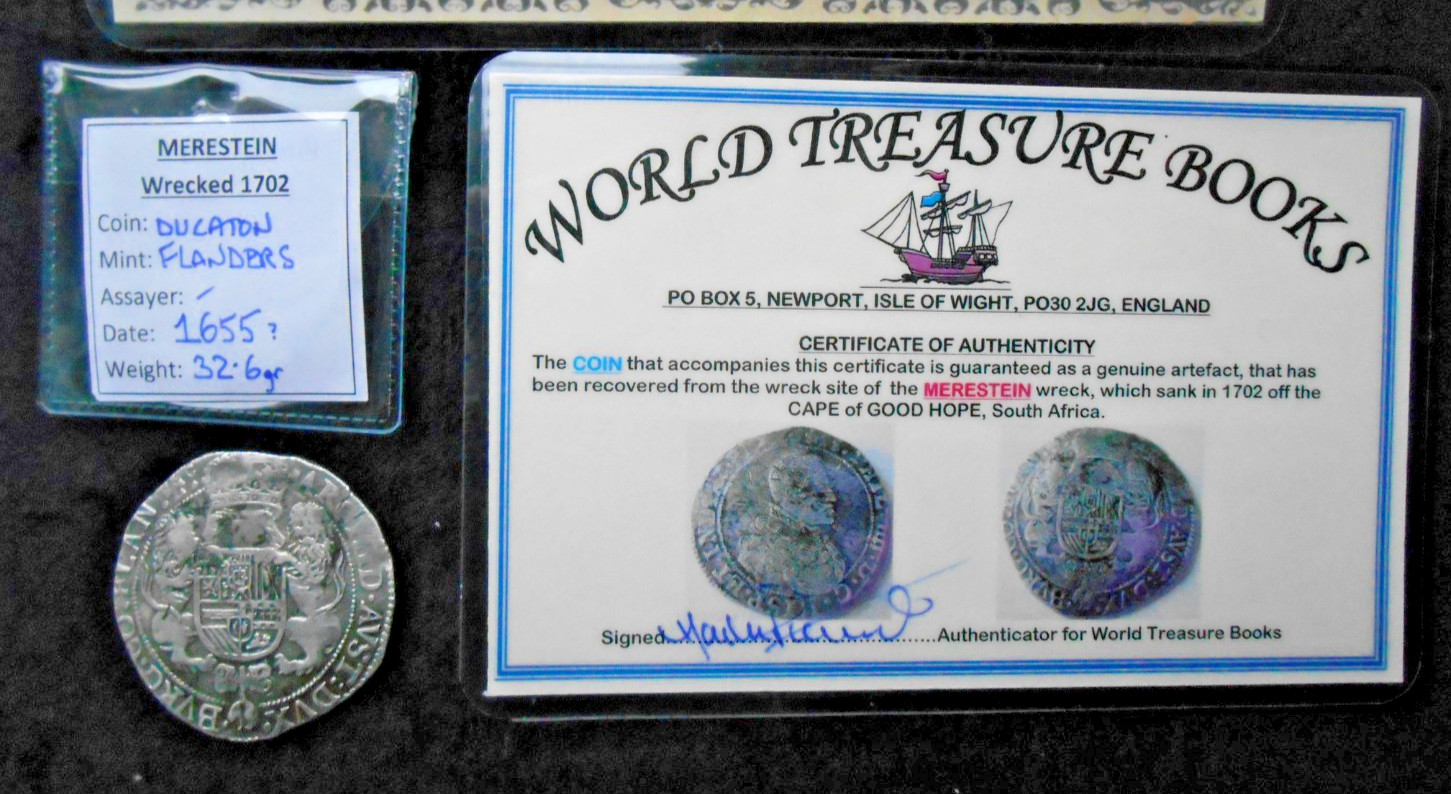 MERESTEIN
Wrecked 1702
Coin: DUCATON
Mint: FLANDERS
Assayer: -
Date: 1655?
Weight: 32.6gr
WORLD TREASURE BOOKS
PO BOX 5, NEWPORT, ISLE OF WIGHT, PO30 2JG, ENGLAND
CERTIFICATE OF AUTHENTICITY
The COIN that accompanies this certificate is guaranteed as a genuine artefact, that has
been recovered from the wreck site of the MERESTEIN wreck, which sank in 1702 off the
CAPE of GOOD HOPE, South Africa.
Signed..............................Authenticator for World Treasure Books
D·AVST·DVX
BVRG